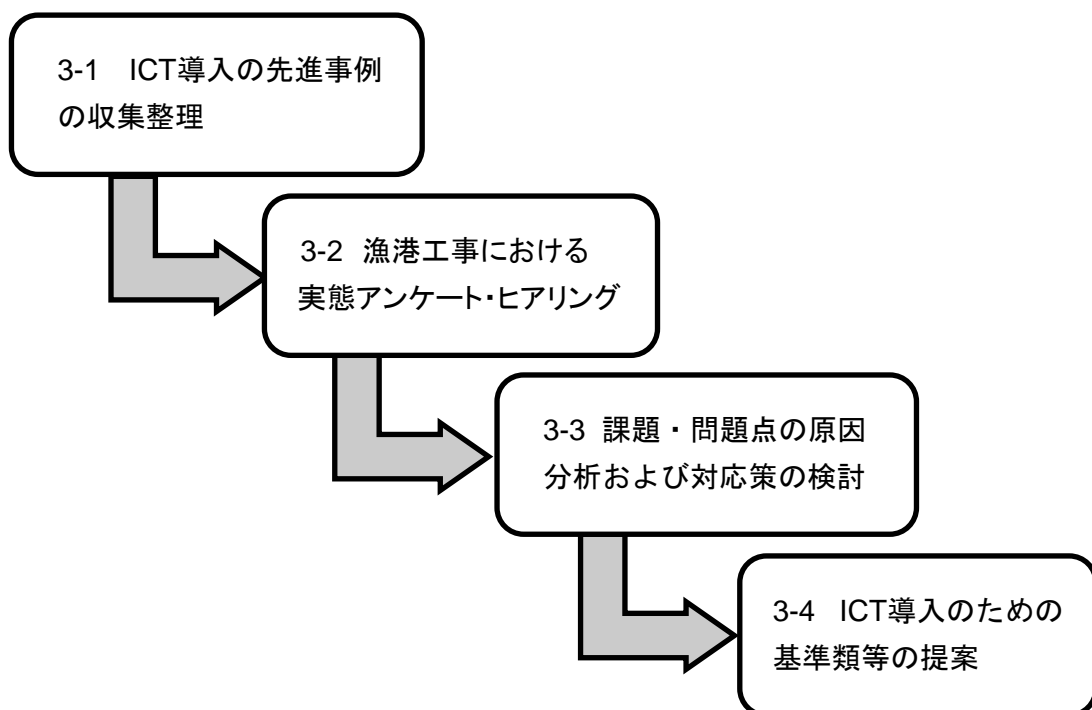 3-1　ICT導入の先進事例
の収集整理
3-2 漁港工事における
実態アンケート・ヒアリング
3-3 課題・問題点の原因
分析および対応策の検討
3-4　ICT導入のための
基準類等の提案